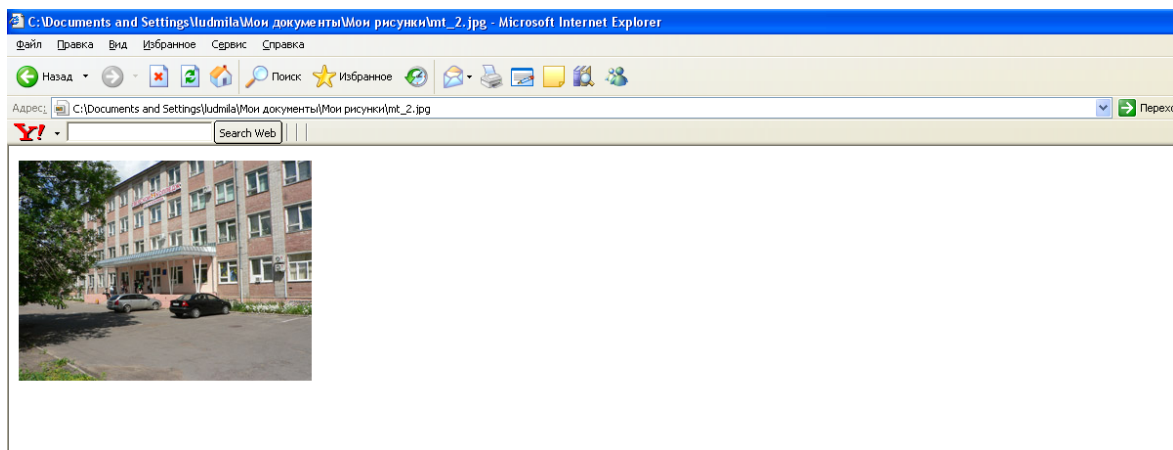 C:\Documents and Settings\ludmila\Мои документы\Мои рисунки\mt_2.jpg - Microsoft Internet Explorer
Файл Правка Вид Избранное Сервис Справка
Назад Поиск Избранное
Адрес: C:\Documents and Settings\ludmila\Мои документы\Мои рисунки\mt_2.jpg Перехо
Y! Search Web